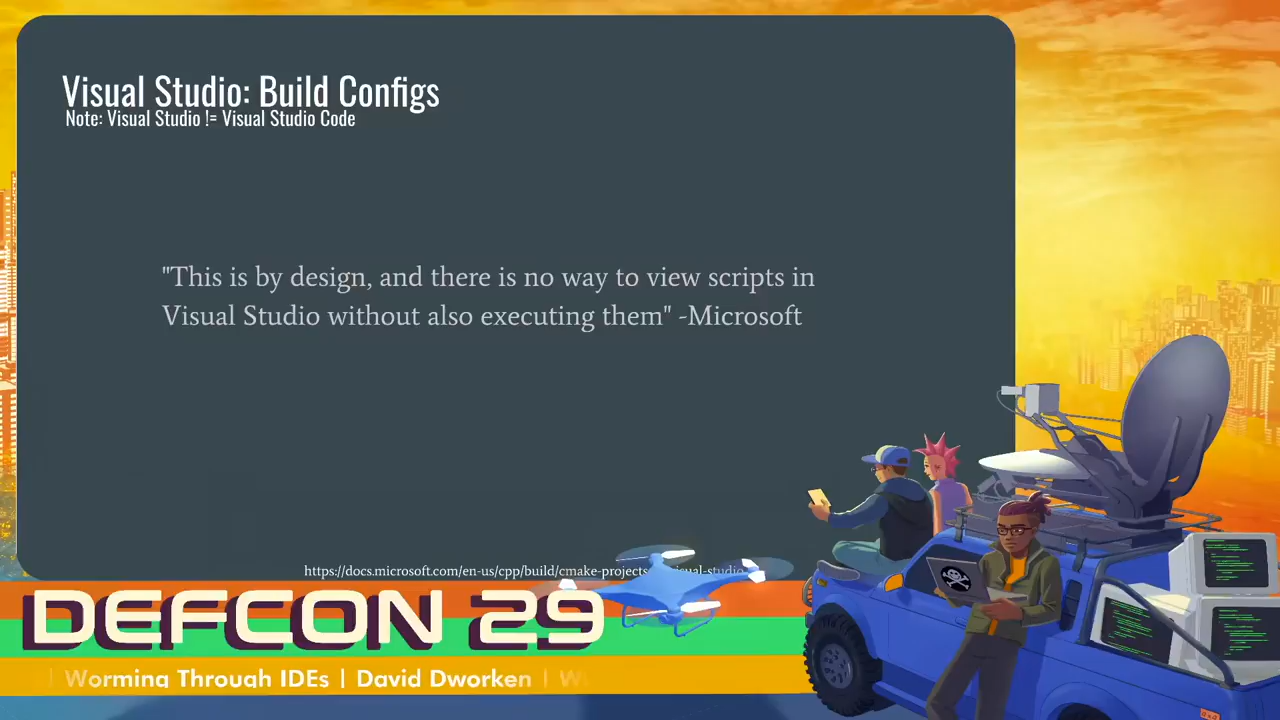 Visual Studio: Build Configs
Note: Visual Studio != Visual Studio Code
"This is by design, and there is no way to view scripts in
Visual Studio without also executing them" -Microsoft
https://docs.microsoft.com/en-us/cpp/build/cmake-projects
DEFCON 29
| Worming Through IDEs | David Dworken |